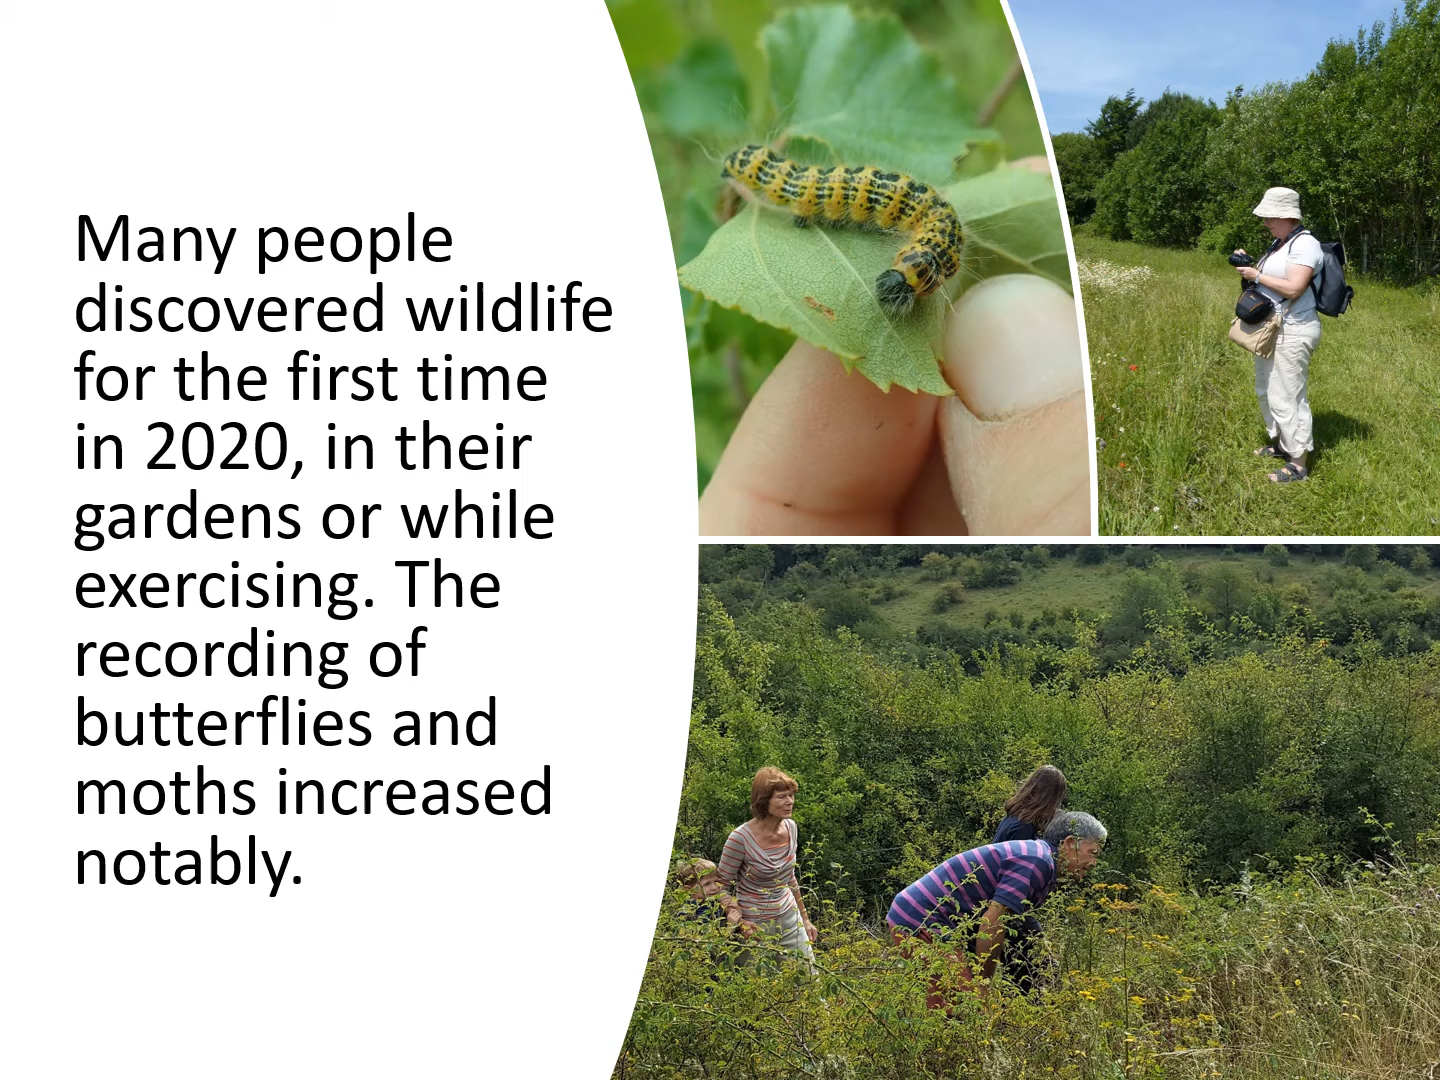 Many people
discovered wildlife
for the first time
in 2020, in their
gardens or while
exercising. The
recording of
butterflies and
moths increased
notably.